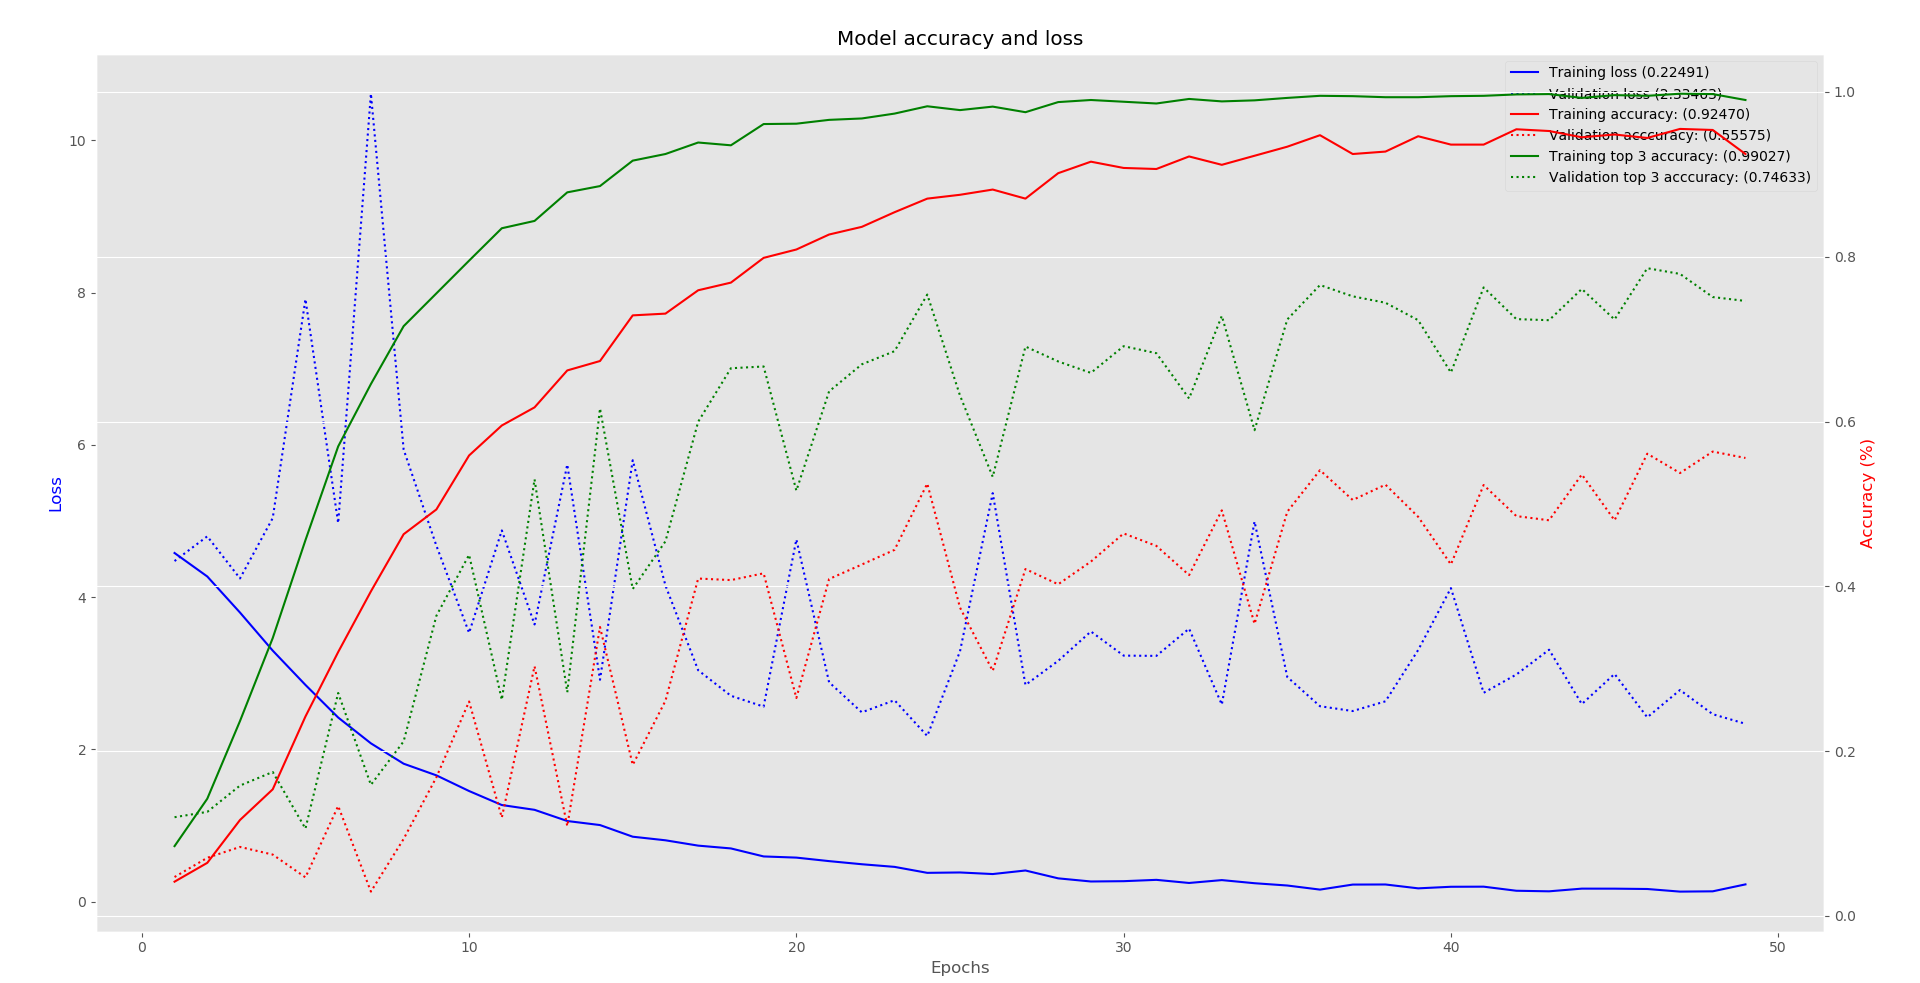 Model accuracy and loss
Training loss (0.22491)
Validation loss (2.33463)
Training accuracy: (0.92470)
Validation acccuracy: (0.55575)
Training top 3 accuracy: (0.99027)
Validation top 3 acccuracy: (0.74633)
10
8
6
4
2
0
Loss
1.0
0.8
0.6
0.4
0.2
0.0
Accuracy (%)
0 10 20 30 40 50
Epochs